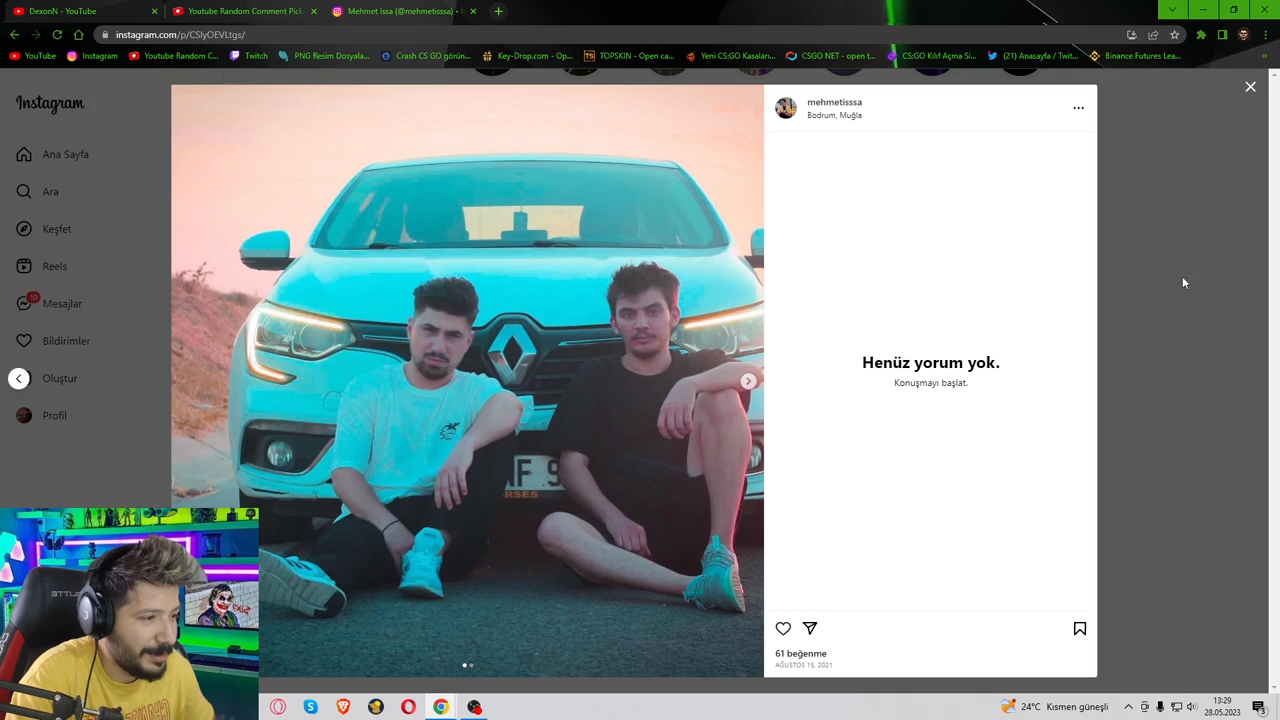 DexonN - YouTube
Youtube Random Comment Pick
Mehmet Issa (@mehmetisssa) •
instagram.com/p/CSlyOEVLtgs/
YouTube
Instagram
Youtube Random C...
Twitch
PNG Resim Dosyala...
Crash CS GO görün...
Key-Drop.com - Op...
TOPSKIN - Open ca...
Yeni CS:GO Kasaları...
CSGO NET - open t...
CS:GO Kılıf Açma Si...
(21) Anasayfa / Twit...
Binance Futures Lea...
Instagram
Ana Sayfa
Ara
Keşfet
Reels
10
Mesajlar
Bildirimler
Oluştur
Profil
mehmetisssa
Bodrum, Muğla
Henüz yorum yok.
Konuşmayı başlat.
61 beğenme
AĞUSTOS 15, 2021
24°C Kısmen güneşli
13:29
28.05.2023
3